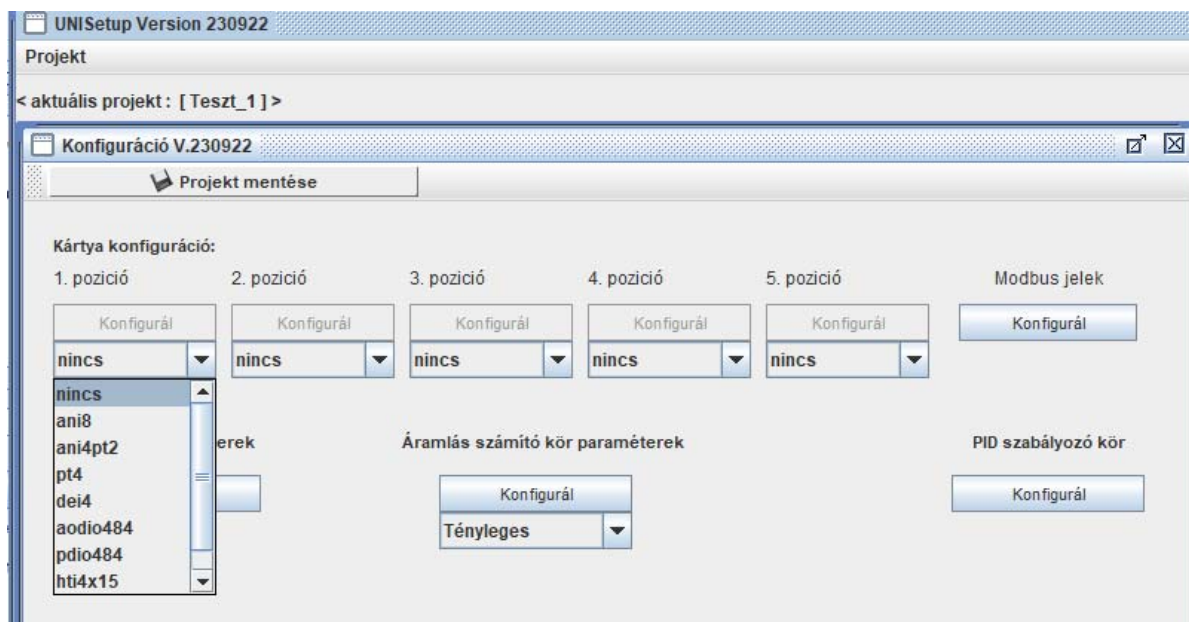 UNISetup Version 230922
Projekt
< aktuális projekt : [ Teszt_1 ] >
Konfiguráció V.230922
Projekt mentése
Kártya konfiguráció:
1. pozició 2. pozició 3. pozició 4. pozició 5. pozició Modbus jelek
Konfigurál Konfigurál Konfigurál Konfigurál Konfigurál Konfigurál
nincs nincs nincs nincs nincs
nincs
ani8
ani4pt2
pt4
dei4
aodio484
pdio484
hti4x15
erek Áramlás számító kör paraméterek PID szabályozó kör
Konfigurál Konfigurál
Tényleges